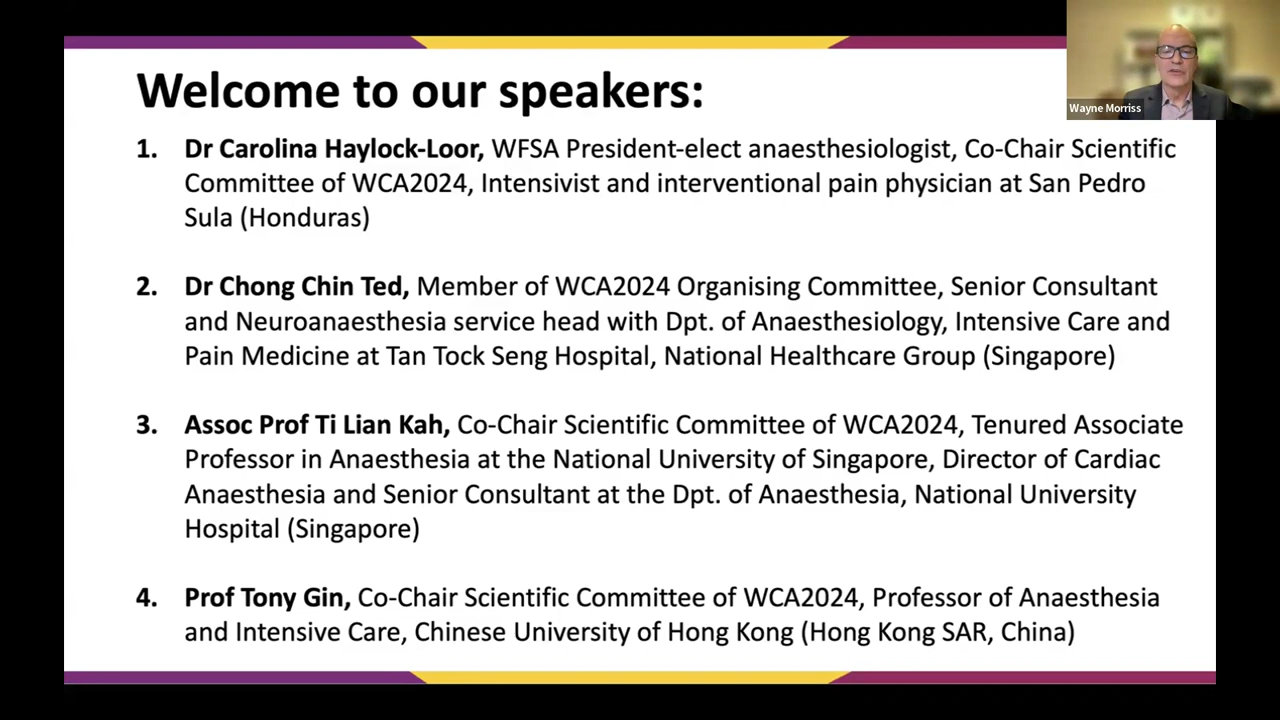 Welcome to our speakers:
Wayne Morriss
1. Dr Carolina Haylock-Loor, WFSA President-elect anaesthesiologist, Co-Chair Scientific
Committee of WCA2024, Intensivist and interventional pain physician at San Pedro
Sula (Honduras)
2. Dr Chong Chin Ted, Member of WCA2024 Organising Committee, Senior Consultant
and Neuroanaesthesia service head with Dpt. of Anaesthesiology, Intensive Care and
Pain Medicine at Tan Tock Seng Hospital, National Healthcare Group (Singapore)
3. Assoc Prof Ti Lian Kah, Co-Chair Scientific Committee of WCA2024, Tenured Associate
Professor in Anaesthesia at the National University of Singapore, Director of Cardiac
Anaesthesia and Senior Consultant at the Dpt. of Anaesthesia, National University
Hospital (Singapore)
4. Prof Tony Gin, Co-Chair Scientific Committee of WCA2024, Professor of Anaesthesia
and Intensive Care, Chinese University of Hong Kong (Hong Kong SAR, China)